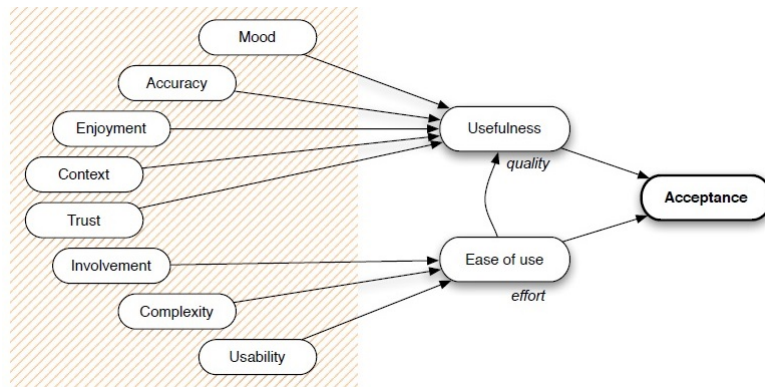 Mood
Accuracy
Enjoyment
Context
Trust
Involvement
Complexity
Usability
Usefulness
quality
Ease of use
effort
Acceptance